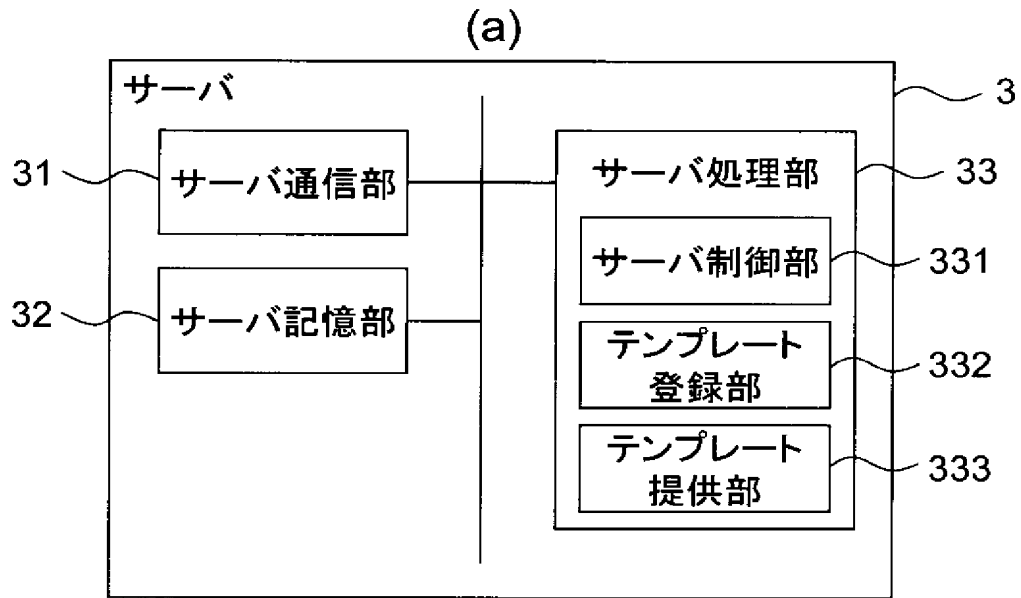 (a)
サーバ
3
31
サーバ通信部
サーバ処理部
33
サーバ制御部
331
32
サーバ記憶部
テンプレート
登録部
332
テンプレート
提供部
333